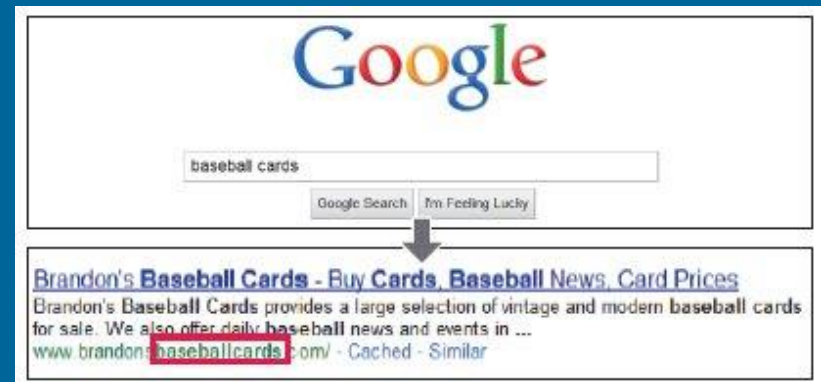 Google
baseball cards
Google Search I'm Feeling Lucky
Brandon's Baseball Cards - Buy Cards, Baseball News, Card Prices
Brandon's Baseball Cards provides a large selection of vintage and modern baseball cards
for sale. We also offer daily baseball news and events in ...
www.brandonsbaseballcards.com/ - Cached - Similar